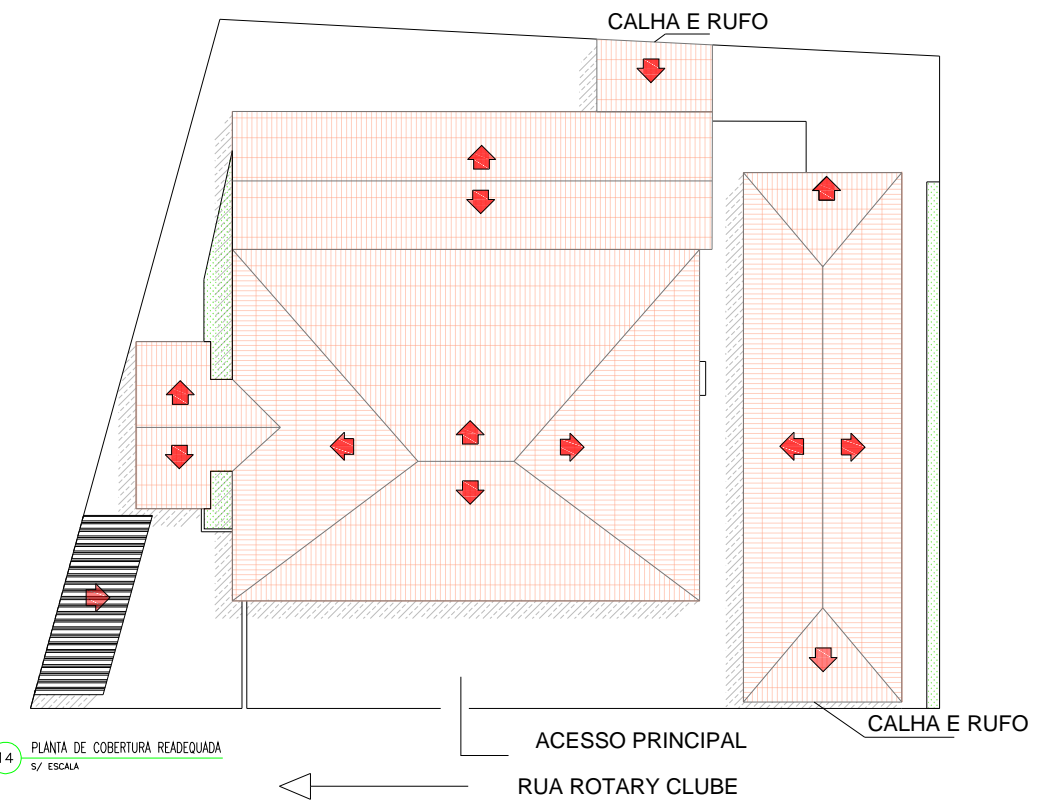 CALHA E RUFO
CALHA E RUFO
ACESSO PRINCIPAL
14 PLANTA DE COBERTURA READEQUADA
S/ ESCALA
RUA ROTARY CLUBE